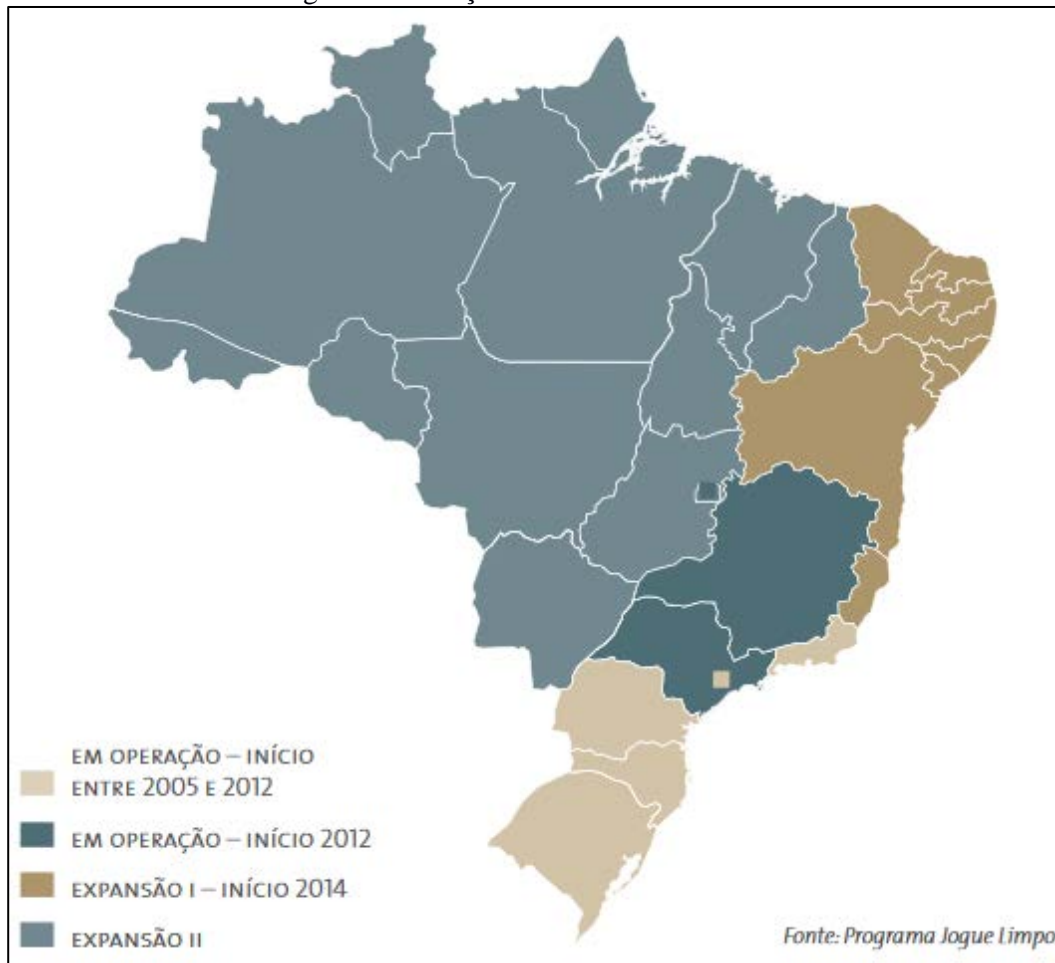 EM OPERAÇÃO – INÍCIO
ENTRE 2005 E 2012
EM OPERAÇÃO – INÍCIO 2012
EXPANSÃO I – INÍCIO 2014
EXPANSÃO II
Fonte: Programa Jogue Limpo